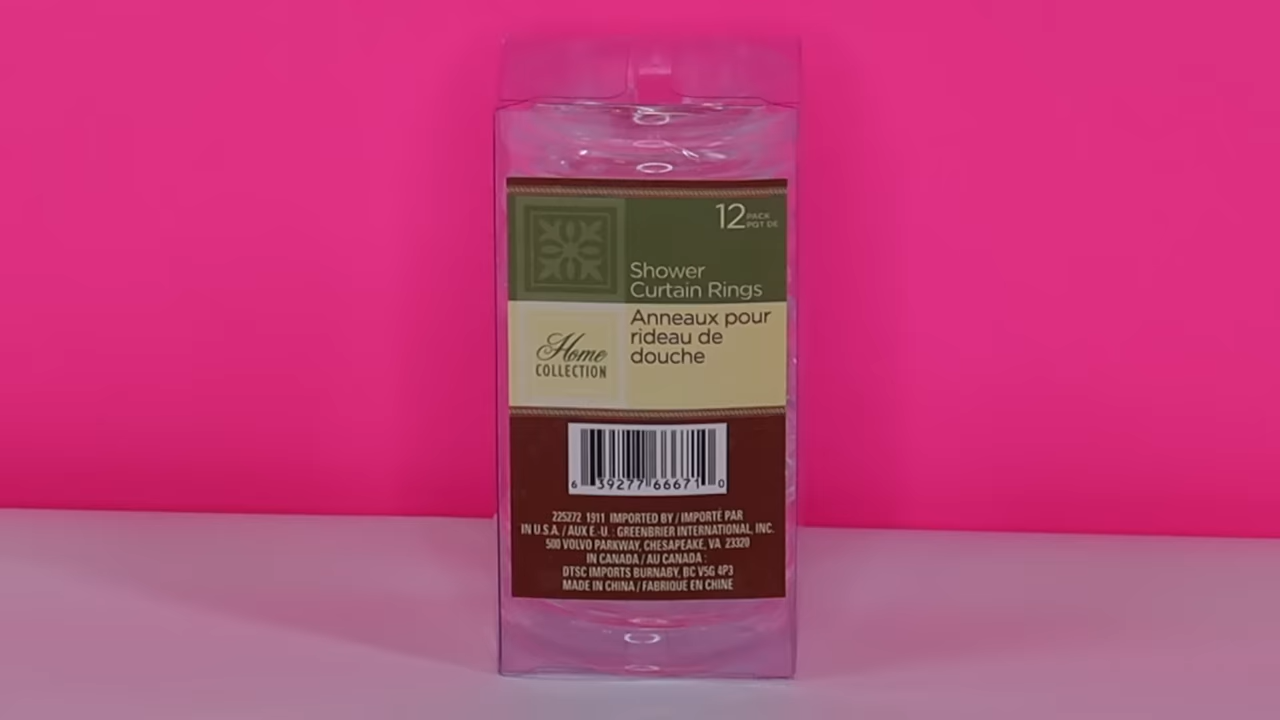 12 PACK
PQT DE
Shower
Curtain Rings
Anneaux pour
rideau de
douche
Home
COLLECTION
6 39277 66671 0
225272 1911 IMPORTED BY / IMPORTÉ PAR
IN U.S.A. / AUX E.-U. : GREENBRIER INTERNATIONAL, INC.
500 VOLVO PARKWAY, CHESAPEAKE, VA 23320
IN CANADA / AU CANADA :
DTSC IMPORTS BURNABY, BC V5G 4P3
MADE IN CHINA / FABRIQUÉ EN CHINE